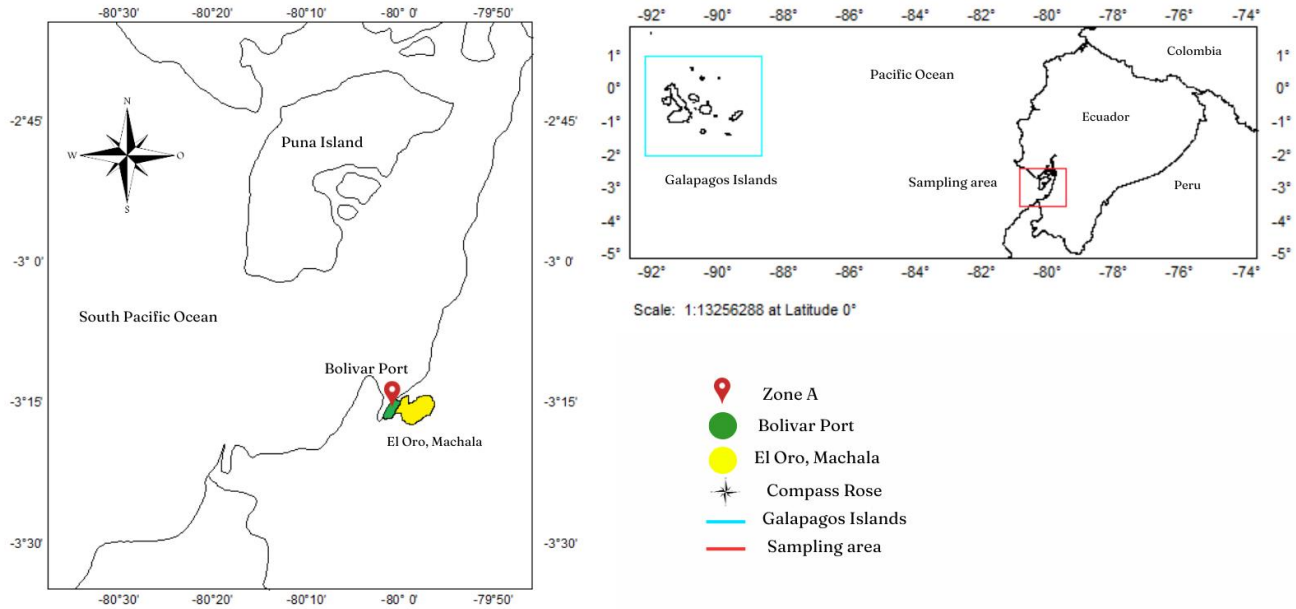 -80°30' -80°20' -80°10' -80° 0' -79°50'
N
W O
S
-2°45' -2°45'
Puna Island
-3° 0' -3° 0'
South Pacific Ocean
Bolivar Port
-3°15' -3°15'
El Oro, Machala
-3°30' -3°30'
-80°30' -80°20' -80°10' -80° 0' -79°50'
-92° -90° -88° -86° -84° -82° -80° -78° -76° -74°
Colombia
1° 1°
Pacific Ocean
0° 0°
Ecuador
-1° -1°
-2° -2°
Galapagos Islands
Sampling area
Peru
-3° -3°
-4° -4°
-5° -5°
-92° -90° -88° -86° -84° -82° -80° -78° -76° -74°
Scale: 1:13256288 at Latitude 0°
Zone A
Bolivar Port
El Oro, Machala
Compass Rose
Galapagos Islands
Sampling area